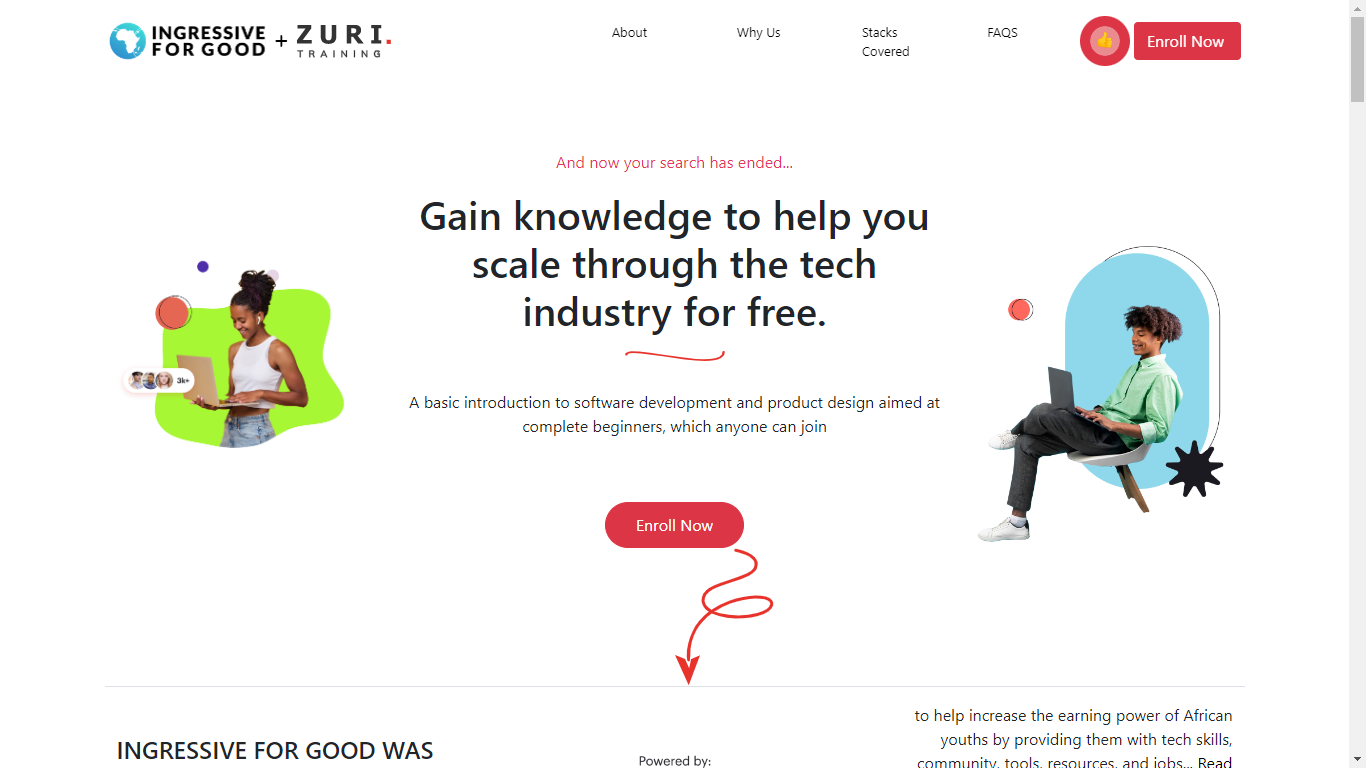 INGRESSIVE
FOR GOOD
+
ZURI.
TRAINING
About
Why Us
Stacks
Covered
FAQS
Enroll Now
And now your search has ended...
Gain knowledge to help you
scale through the tech
industry for free.
3k+
A basic introduction to software development and product design aimed at
complete beginners, which anyone can join
Enroll Now
INGRESSIVE FOR GOOD WAS
Powered by:
to help increase the earning power of African
youths by providing them with tech skills,
community, tools, resources, and jobs... Read